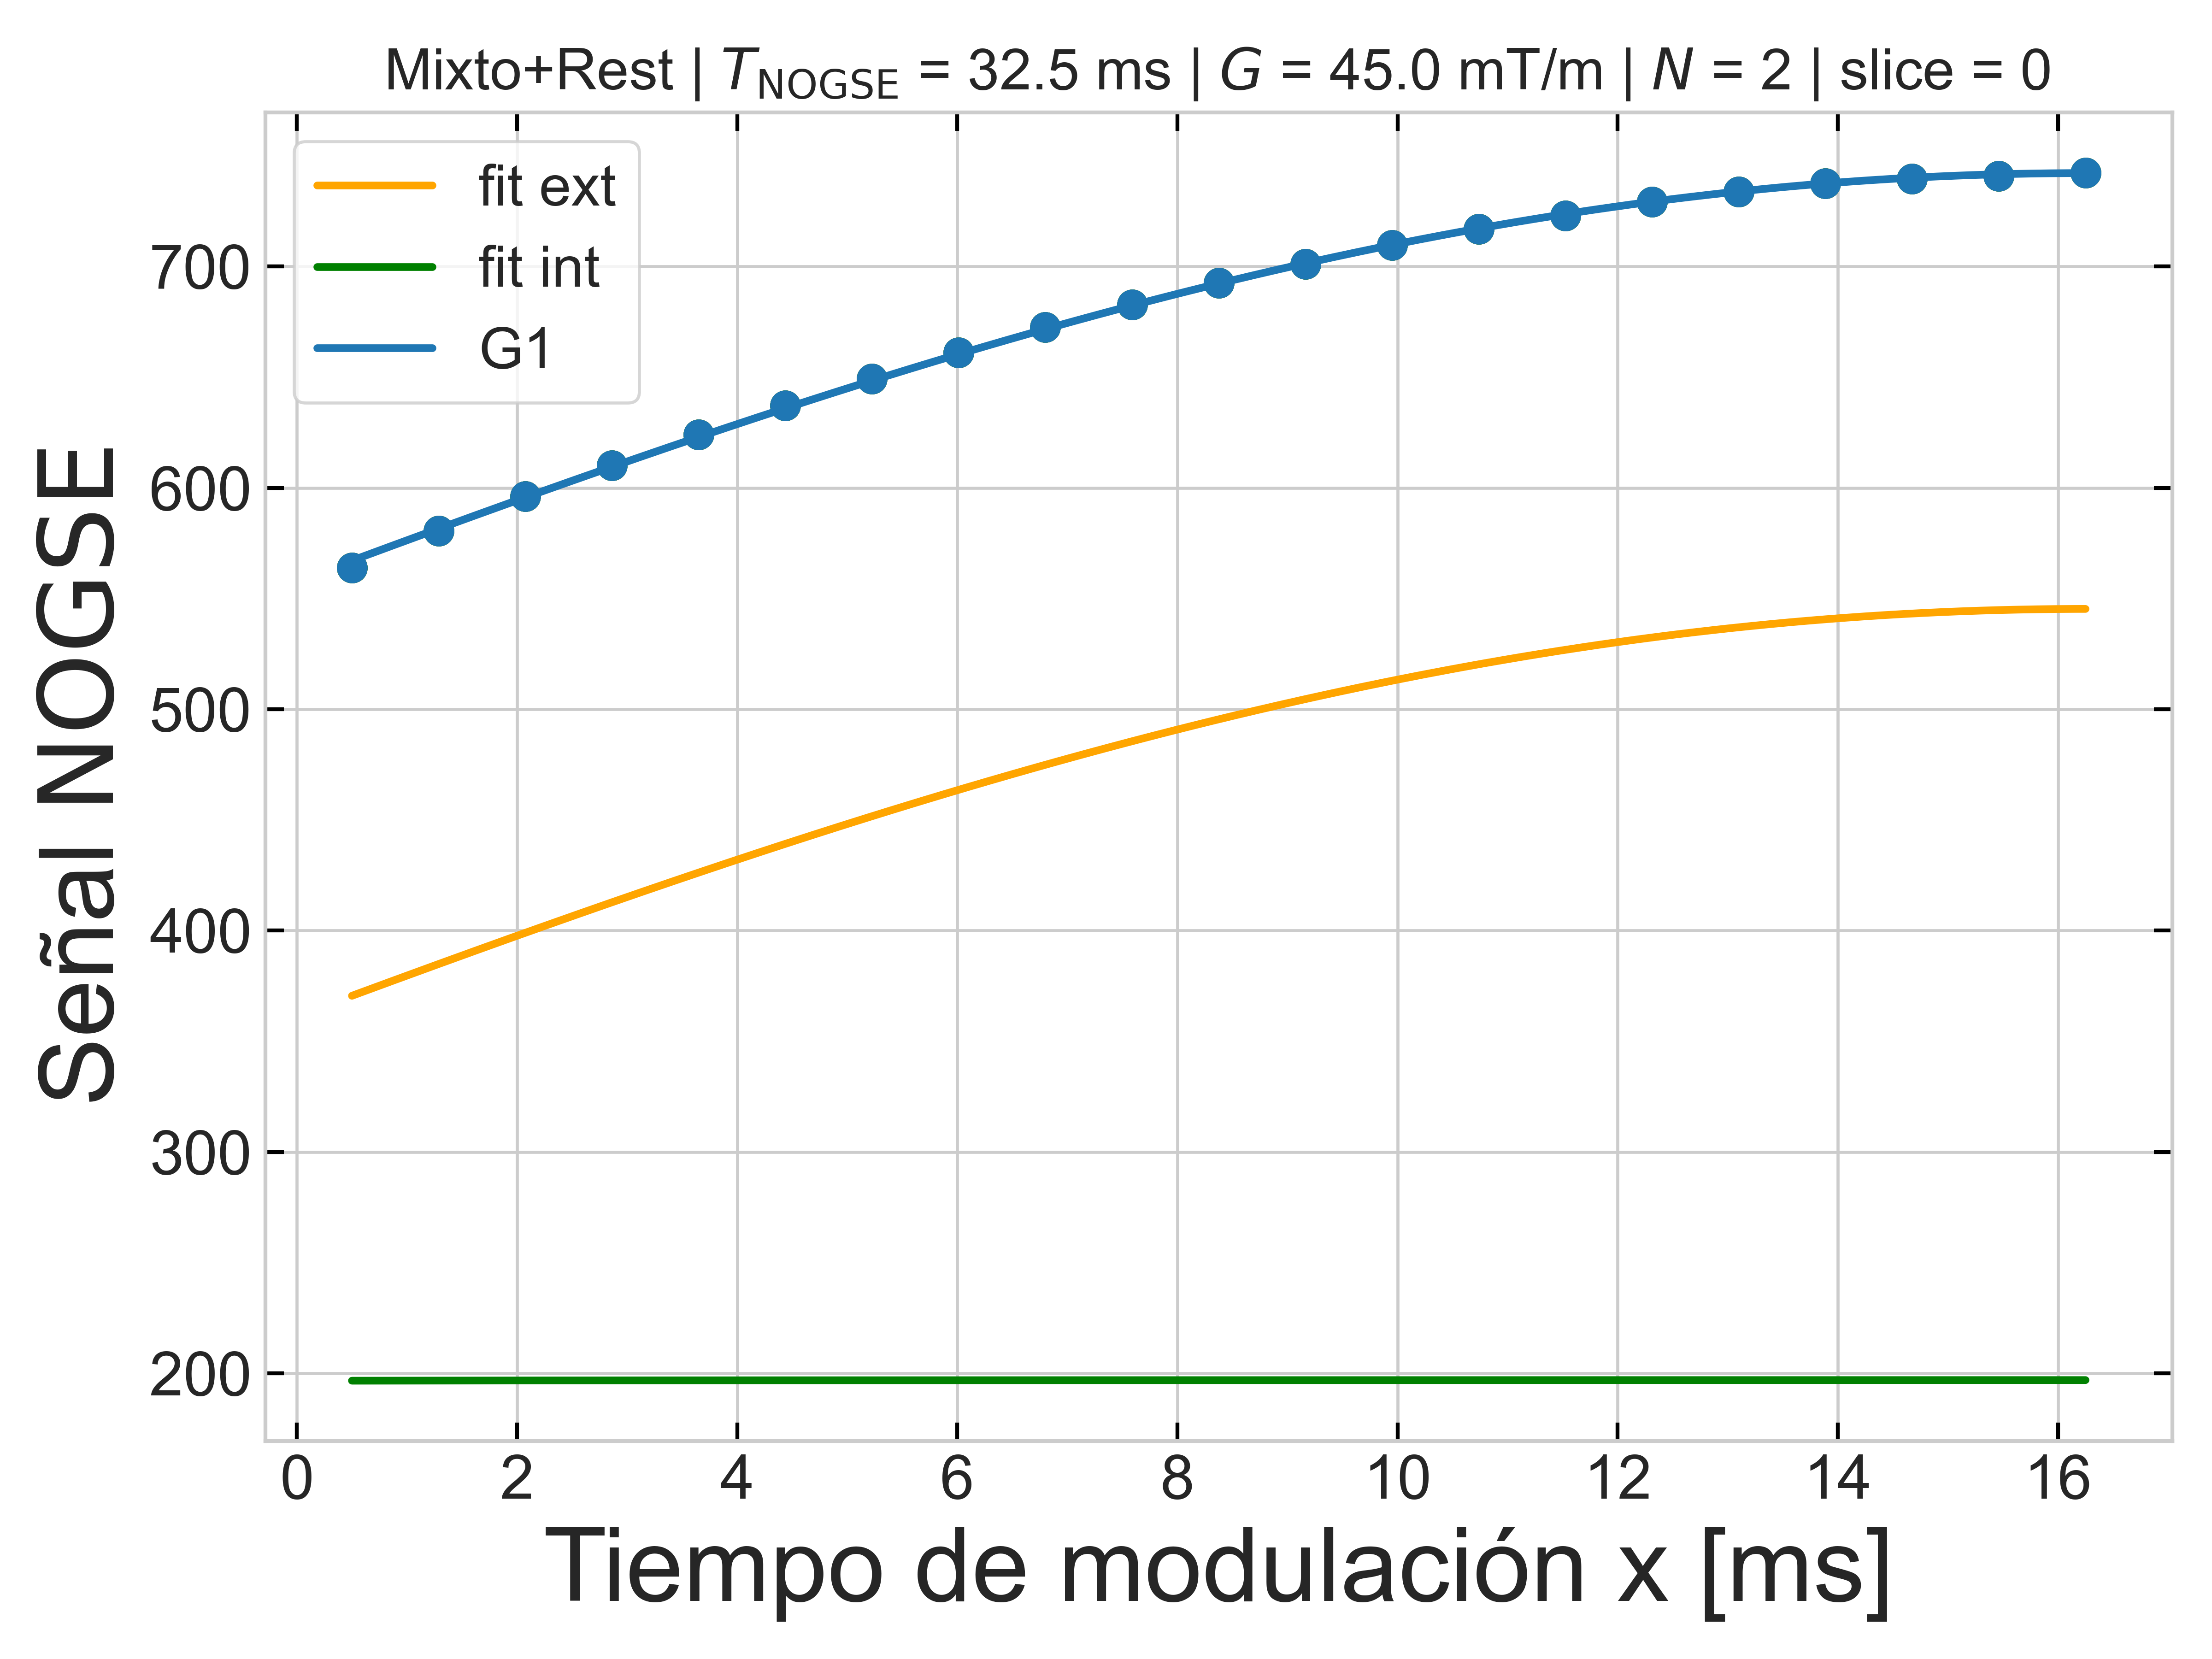 Mixto+Rest | T_NOGSE = 32.5 ms | G = 45.0 mT/m | N = 2 | slice = 0
fit ext
fit int
G1
700
600
500
400
300
200
Señal NOGSE
0 2 4 6 8 10 12 14 16
Tiempo de modulación x [ms]